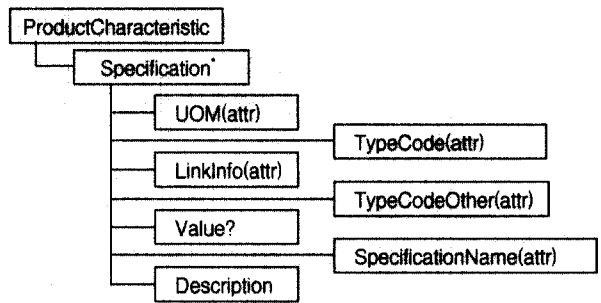 ProductCharacteristic
Specification*
UOM(attr)
TypeCode(attr)
LinkInfo(attr)
TypeCodeOther(attr)
Value?
SpecificationName(attr)
Description